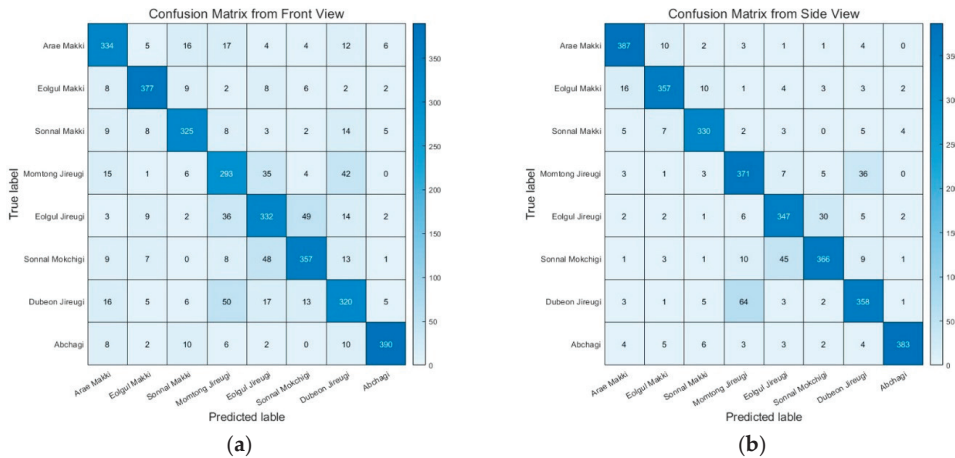 Confusion Matrix from Front View
True label
Arae Makki 334 5 16 17 4 4 12 6
Eolgul Makki 8 377 9 2 8 6 2 2
Sonnal Makki 9 8 325 8 3 2 14 5
Momtong Jireugi 15 1 6 293 35 4 42 0
Eolgul Jireugi 3 9 2 36 332 49 14 2
Sonnal Mokchigi 9 7 0 8 48 357 13 1
Dubeon Jireugi 16 5 6 50 17 13 320 5
Abchagi 8 2 10 6 2 0 10 390
Arae Makki Eolgul Makki Sonnal Makki Momtong Jireugi Eolgul Jireugi Sonnal Mokchigi Dubeon Jireugi Abchagi
Predicted lable
350
300
250
200
150
100
50
0
(a)
Confusion Matrix from Side View
True label
Arae Makki 387 10 2 3 1 1 4 0
Eolgul Makki 16 357 10 1 4 3 3 2
Sonnal Makki 5 7 330 2 3 0 5 4
Momtong Jireugi 3 1 3 371 7 5 36 0
Eolgul Jireugi 2 2 1 6 347 30 5 2
Sonnal Mokchigi 1 3 1 10 45 366 9 1
Dubeon Jireugi 3 1 5 64 3 2 358 1
Abchagi 4 5 6 3 3 2 4 383
Arae Makki Eolgul Makki Sonnal Makki Momtong Jireugi Eolgul Jireugi Sonnal Mokchigi Dubeon Jireugi Abchagi
Predicted lable
350
300
250
200
150
100
50
0
(b)